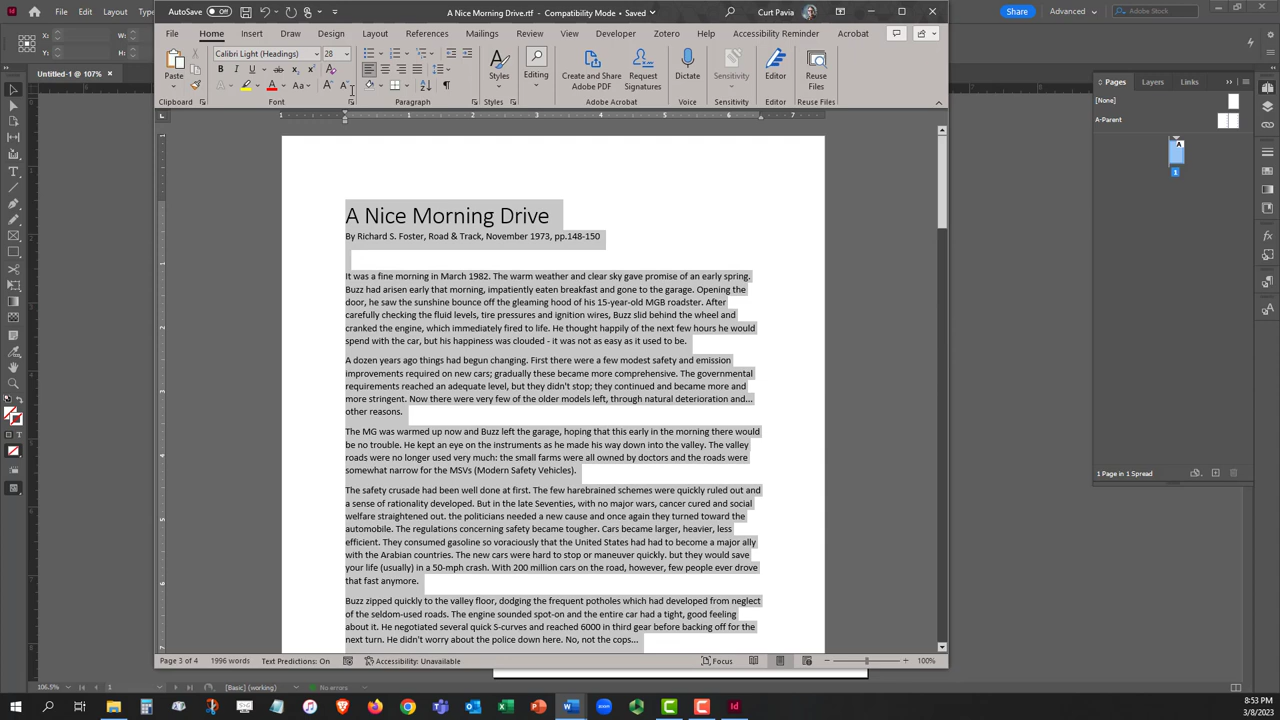 File Edit Layout
Share
Advanced
Adobe Stock
X:
Y:
W:
H:
Untitled-1 @ 107%
AutoSave Off
A Nice Morning Drive.rtf - Compatibility Mode • Saved
Curt Pavia
File Home Insert Draw Design Layout References Mailings Review View Developer Zotero Help Accessibility Reminder Acrobat
Calibri Light (Headings) 28
Paste
Styles
Editing
Create and Share
Adobe PDF
Request
Signatures
Dictate
Sensitivity
Editor
Reuse
Files
Clipboard Font Paragraph Styles Adobe Acrobat Voice Sensitivity Editor Reuse Files
A Nice Morning Drive
By Richard S. Foster, Road & Track, November 1973, pp.148-150
It was a fine morning in March 1982. The warm weather and clear sky gave promise of an early spring.
Buzz had arisen early that morning, impatiently eaten breakfast and gone to the garage. Opening the
door, he saw the sunshine bounce off the gleaming hood of his 15-year-old MGB roadster. After
carefully checking the fluid levels, tire pressures and ignition wires, Buzz slid behind the wheel and
cranked the engine, which immediately fired to life. He thought happily of the next few hours he would
spend with the car, but his happiness was clouded - it was not as easy as it used to be.
A dozen years ago things had begun changing. First there were a few modest safety and emission
improvements required on new cars; gradually these became more comprehensive. The governmental
requirements reached an adequate level, but they didn't stop; they continued and became more and
more stringent. Now there were very few of the older models left, through natural deterioration and...
other reasons.
The MG was warmed up now and Buzz left the garage, hoping that this early in the morning there would
be no trouble. He kept an eye on the instruments as he made his way down into the valley. The valley
roads were no longer used very much: the small farms were all owned by doctors and the roads were
somewhat narrow for the MSVs (Modern Safety Vehicles).
The safety crusade had been well done at first. The few harebrained schemes were quickly ruled out and
a sense of rationality developed. But in the late Seventies, with no major wars, cancer cured and social
welfare straightened out. the politicians needed a new cause and once again they turned toward the
automobile. The regulations concerning safety became tougher. Cars became larger, heavier, less
efficient. They consumed gasoline so voraciously that the United States had had to become a major ally
with the Arabian countries. The new cars were hard to stop or maneuver quickly. but they would save
your life (usually) in a 50-mph crash. With 200 million cars on the road, however, few people ever drove
that fast anymore.
Buzz zipped quickly to the valley floor, dodging the frequent potholes which had developed from neglect
of the seldom-used roads. The engine sounded spot-on and the entire car had a tight, good feeling
about it. He negotiated several quick S-curves and reached 6000 in third gear before backing off for the
next turn. He didn't worry about the police down here. No, not the cops...
Page 3 of 4 1996 words Text Predictions: On Accessibility: Unavailable Focus 100%
Pages Layers Links
[None]
A-Parent
A
1
1 Page in 1 Spread
106.5% 1 [Basic] (working) No errors
8:53 PM
3/8/2023